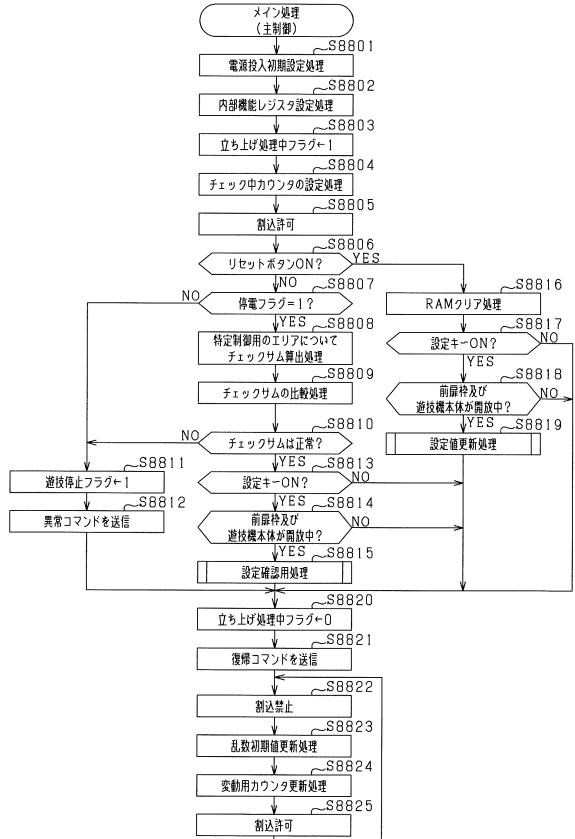 メイン処理
(主制御)
S8801
電源投入初期設定処理
S8802
内部機能レジスタ設定処理
S8803
立ち上げ処理中フラグ←1
S8804
チェック中カウンタの設定処理
S8805
割込許可
S8806
リセットボタンON?
YES
NO
S8807
停電フラグ=1?
NO
YES
S8808
特定制御用のエリアについて
チェックサム算出処理
S8809
チェックサムの比較処理
S8810
チェックサムは正常?
NO
YES
S8811
遊技停止フラグ←1
S8812
異常コマンドを送信
S8813
設定キーON?
NO
YES
S8814
前扉枠及び
遊技機本体が開放中?
NO
YES
S8815
設定確認用処理
S8816
RAMクリア処理
S8817
設定キーON?
NO
YES
S8818
前扉枠及び
遊技機本体が開放中?
NO
YES
S8819
設定値更新処理
S8820
立ち上げ処理中フラグ←0
S8821
復帰コマンドを送信
S8822
割込禁止
S8823
乱数初期値更新処理
S8824
変動用カウンタ更新処理
S8825
割込許可